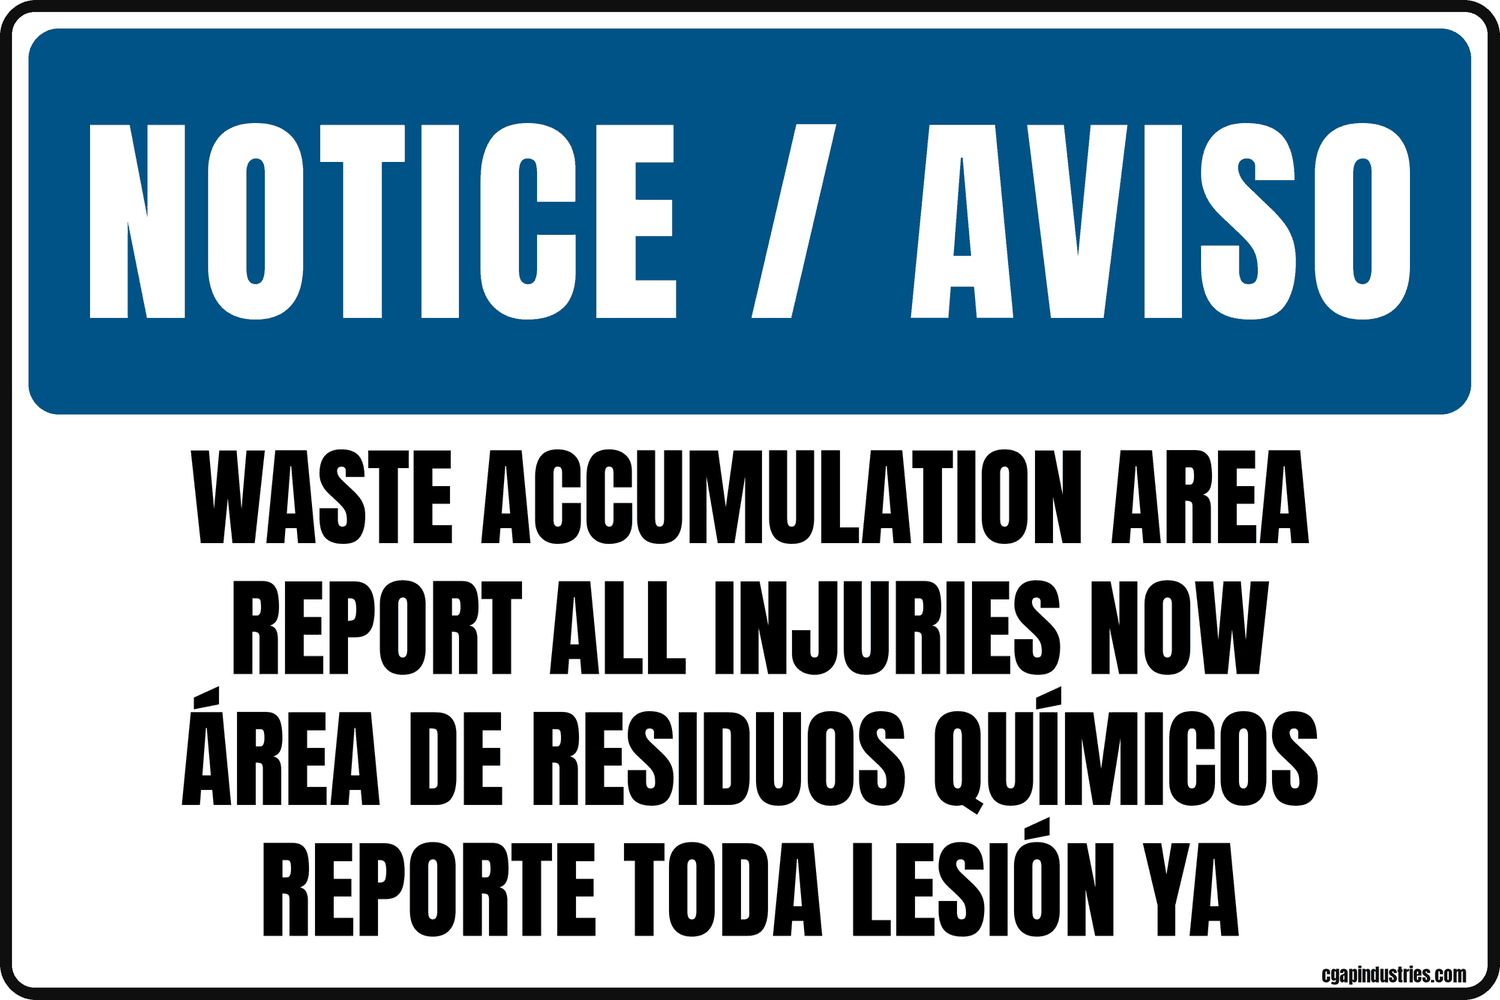 NOTICE / AVISO
WASTE ACCUMULATION AREA
REPORT ALL INJURIES NOW
ÁREA DE RESIDUOS QUÍMICOS
REPORTE TODA LESIÓN YA
cgapindustries.com